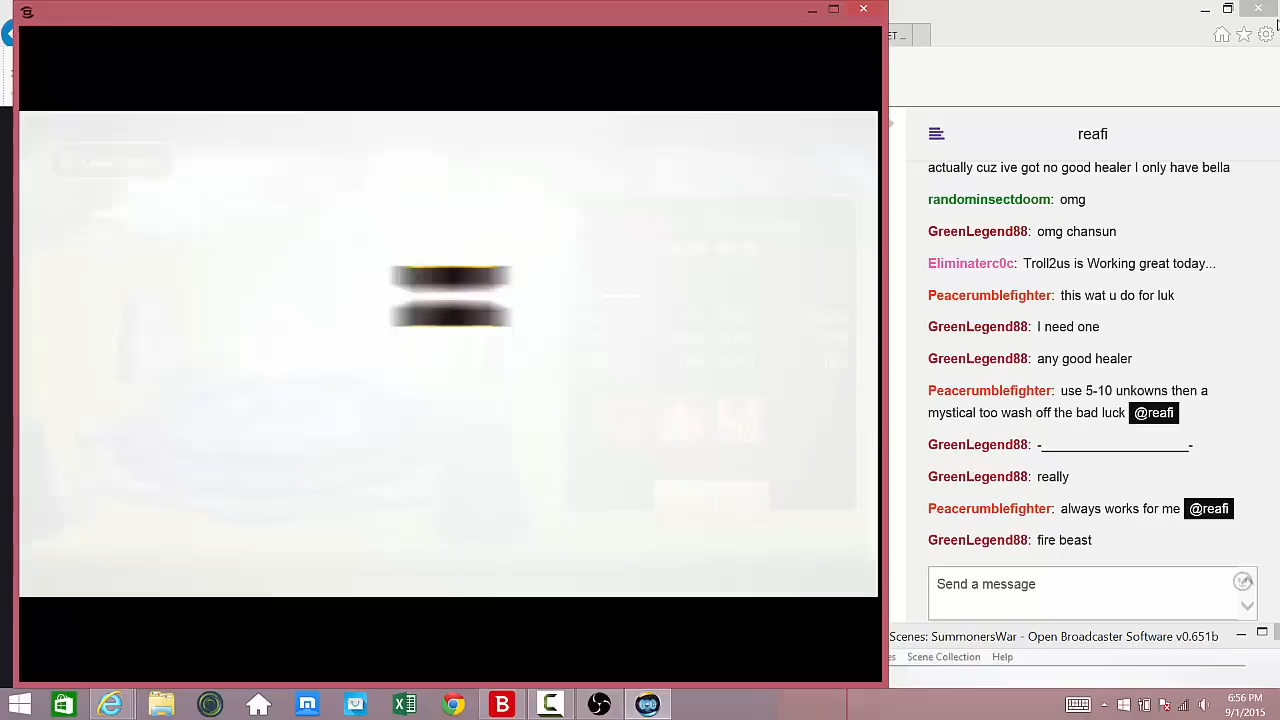 ET ...
reafi
actually cuz ive got no good healer I only have bella
randominsectdoom: omg
GreenLegend88: omg chansun
Eliminaterc0c: Troll2us is Working great today...
Peacerumblefighter: this wat u do for luk
GreenLegend88: I need one
GreenLegend88: any good healer
Peacerumblefighter: use 5-10 unkowns then a
mystical too wash off the bad luck @reafi
GreenLegend88: -____________________-
GreenLegend88: really
Peacerumblefighter: always works for me @reafi
GreenLegend88: fire beast
Send a message
Scenes: SummonersWar - Open Broadcaster Software v0.651b
es Scene Collection Help
6:56 PM
9/1/2015